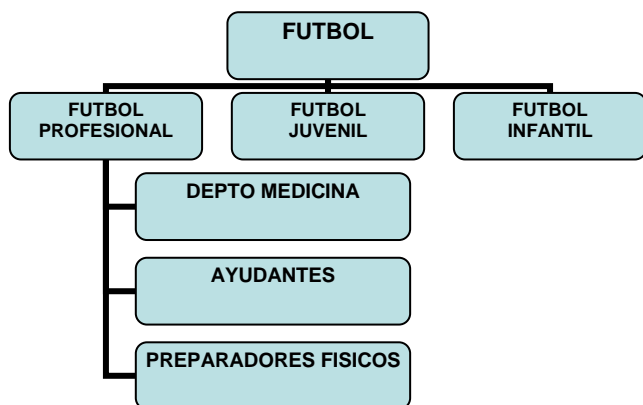 FUTBOL
FUTBOL
PROFESIONAL
FUTBOL
JUVENIL
FUTBOL
INFANTIL
DEPTO MEDICINA
AYUDANTES
PREPARADORES FISICOS